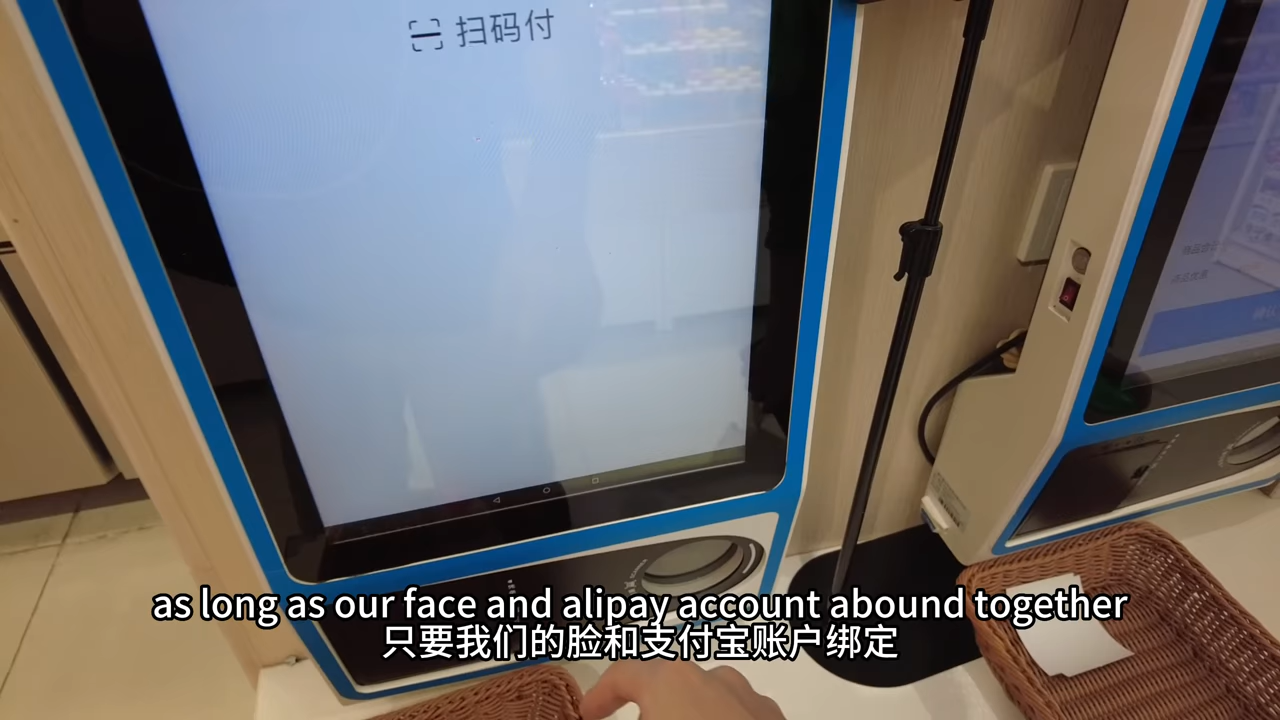 扫码付
as long as our face and alipay account abound together
只要我们的脸和支付宝账户绑定